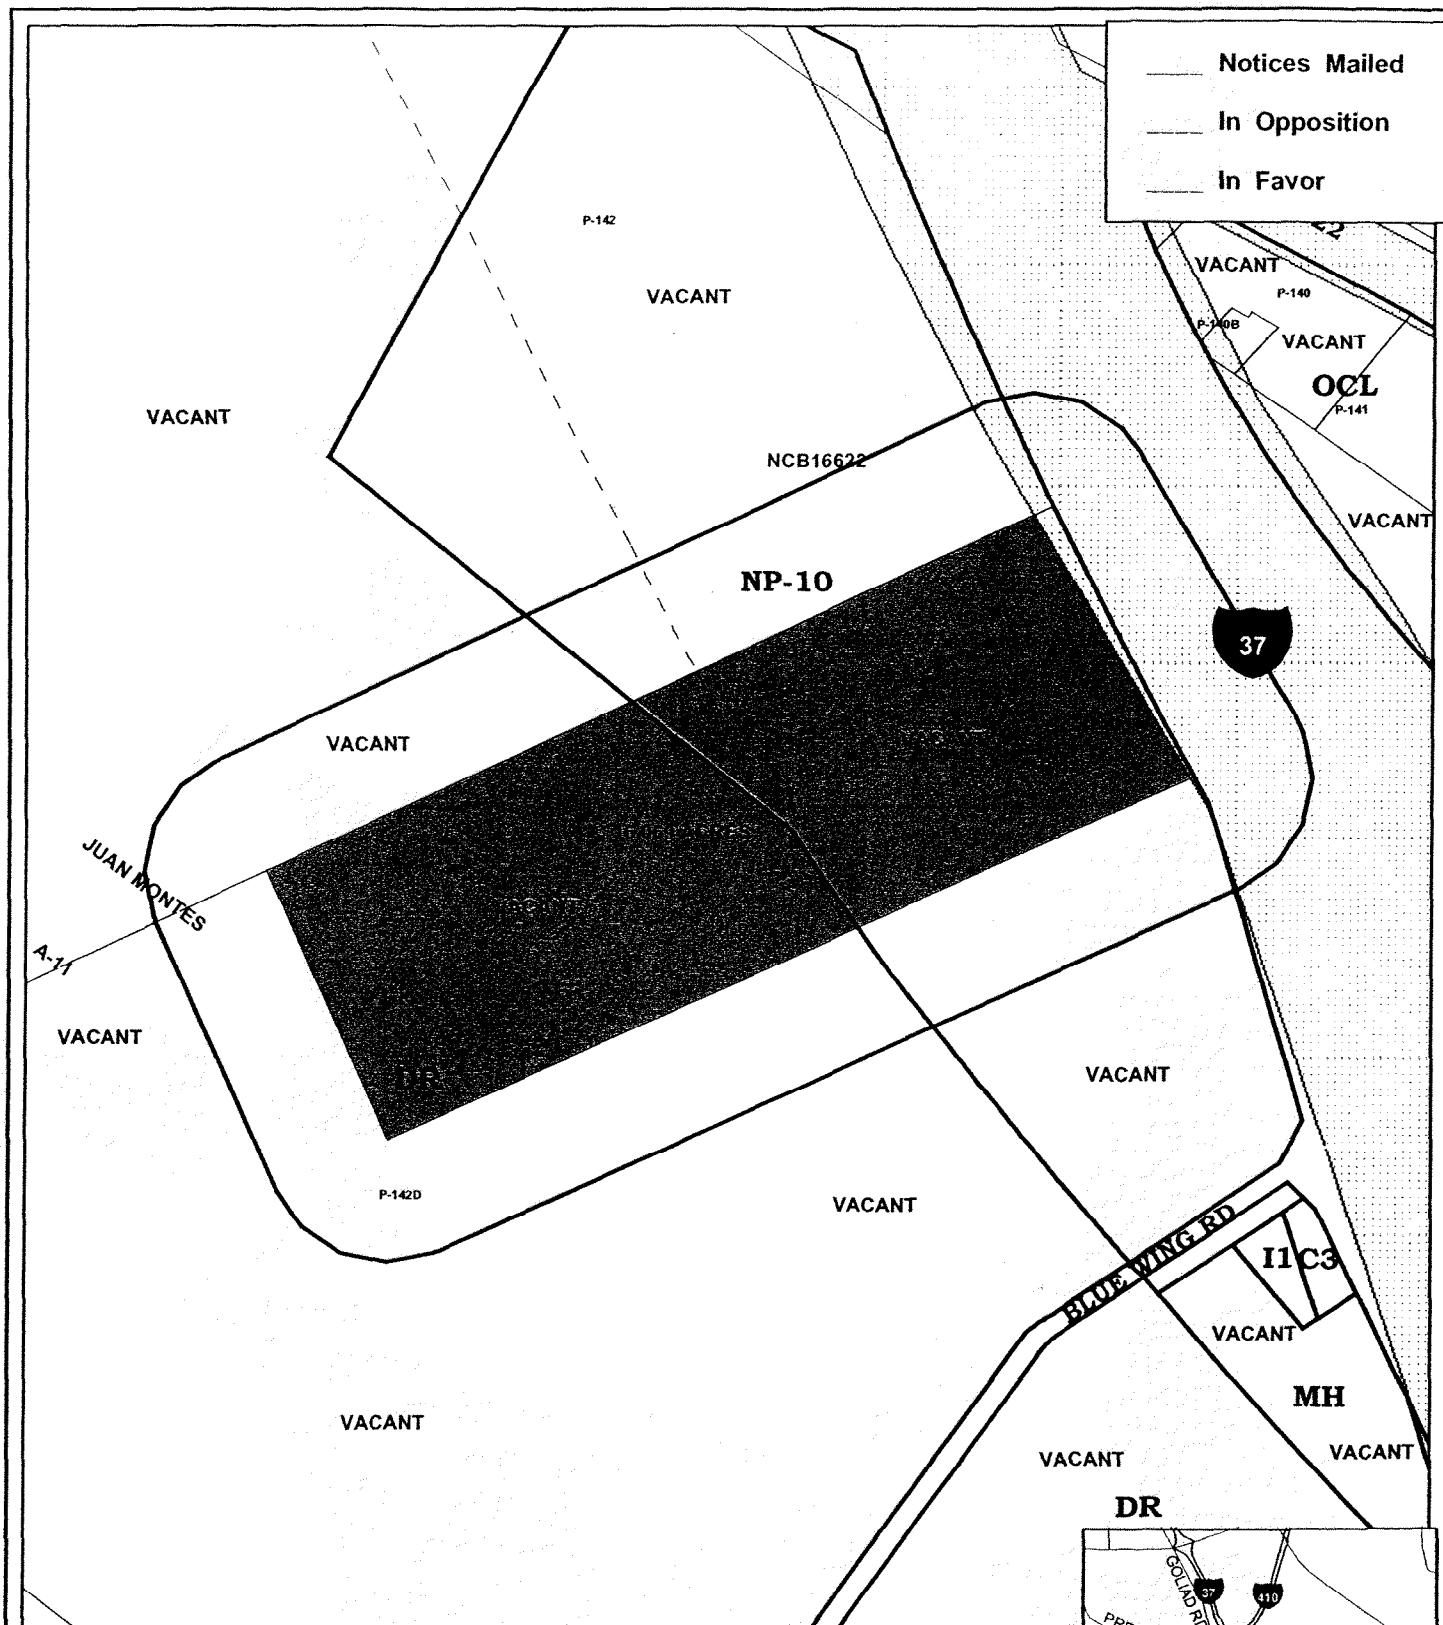 Notices Mailed
In Opposition
In Favor
P-142
VACANT
VACANT
P-140
P-140B
VACANT
OCL
P-141
VACANT
NCB16622
VACANT
NP-10
37
VACANT
JUAN MONTES
A-11
VACANT
DR
VACANT
P-142D
VACANT
BLUE WING RD
I1
C3
VACANT
MH
VACANT
VACANT
VACANT
DR
GOLIAD RD
37
410